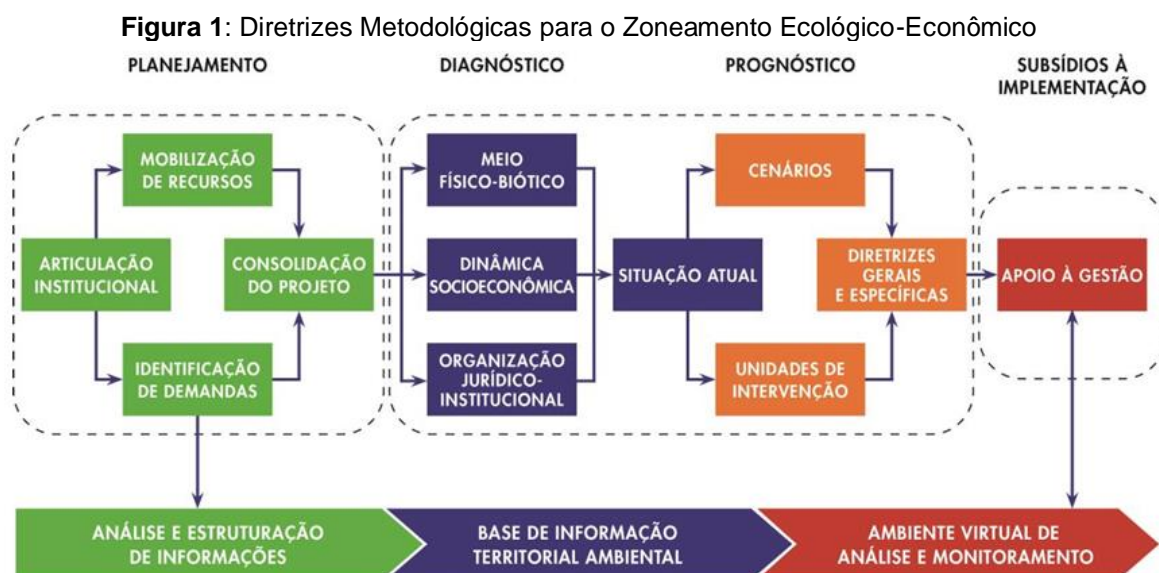 Figura 1: Diretrizes Metodológicas para o Zoneamento Ecológico-Econômico
PLANEJAMENTO
DIAGNÓSTICO
PROGNÓSTICO
SUBSÍDIOS À
IMPLEMENTAÇÃO
MOBILIZAÇÃO
DE RECURSOS
ARTICULAÇÃO
INSTITUCIONAL
CONSOLIDAÇÃO
DO PROJETO
IDENTIFICAÇÃO
DE DEMANDAS
MEIO
FÍSICO-BIÓTICO
DINÂMICA
SOCIOECONÔMICA
ORGANIZAÇÃO
JURÍDICO-
INSTITUCIONAL
SITUAÇÃO ATUAL
CENÁRIOS
DIRETRIZES
GERAIS
E ESPECÍFICAS
UNIDADES DE
INTERVENÇÃO
APOIO À GESTÃO
ANÁLISE E ESTRUTURAÇÃO
DE INFORMAÇÕES
BASE DE INFORMAÇÃO
TERRITORIAL AMBIENTAL
AMBIENTE VIRTUAL DE
ANÁLISE E MONITORAMENTO